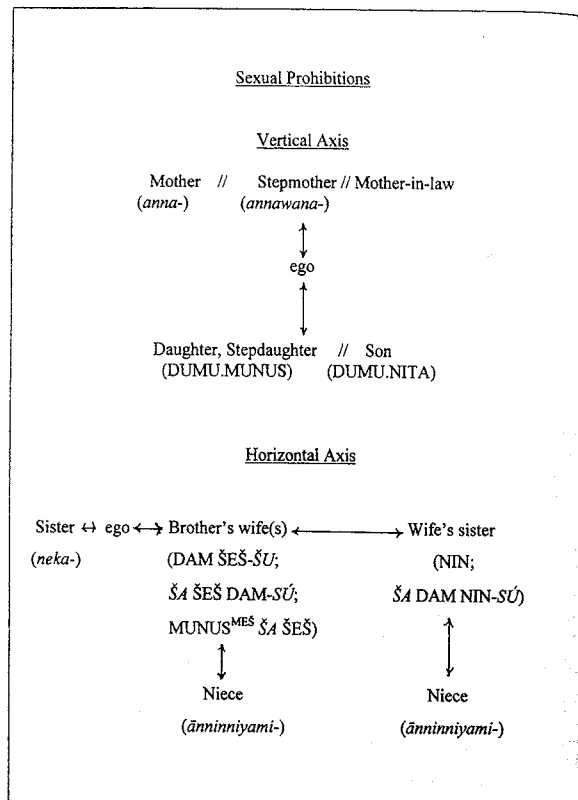 Sexual Prohibitions
Vertical Axis
Mother // Stepmother // Mother-in-law
(anna-) (annawana-)
ego
Daughter, Stepdaughter // Son
(DUMU.MUNUS) (DUMU.NITA)
Horizontal Axis
Sister ↔ ego ↔ Brother's wife(s) ↔ Wife's sister
(neka-) (DAM ŠEŠ-ŠU; (NIN;
ŠA ŠEŠ DAM-SÚ; ŠA DAM NIN-SÚ)
MUNUSMEŠ ŠA ŠEŠ)
Niece Niece
(ānninniyami-) (ānninniyami-)